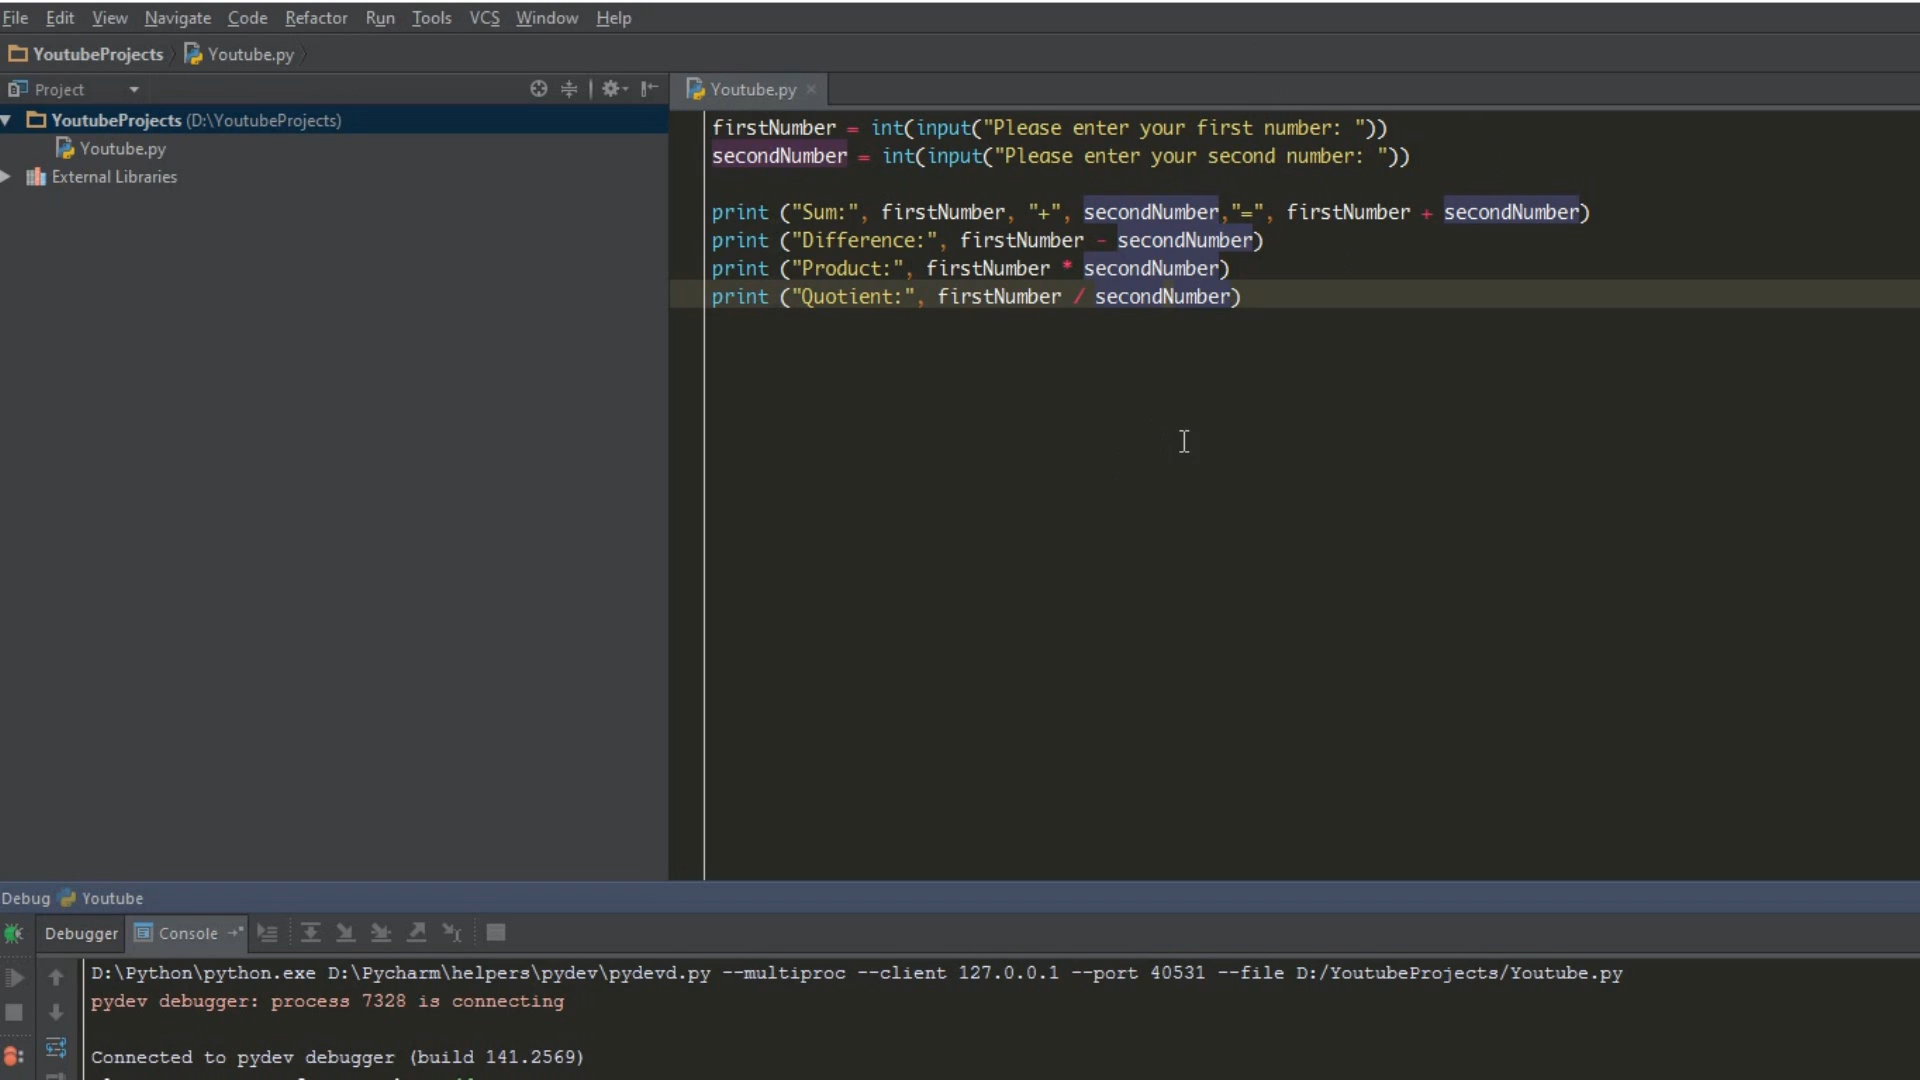 File Edit View Navigate Code Refactor Run Tools VCS Window Help
YoutubeProjects Youtube.py
Project
Youtube.py
YoutubeProjects (D:\YoutubeProjects)
Youtube.py
External Libraries
firstNumber = int(input("Please enter your first number: "))
secondNumber = int(input("Please enter your second number: "))
print ("Sum:", firstNumber, "+", secondNumber,"=", firstNumber + secondNumber)
print ("Difference:", firstNumber - secondNumber)
print ("Product:", firstNumber * secondNumber)
print ("Quotient:", firstNumber / secondNumber)
Debug Youtube
Debugger Console
D:\Python\python.exe D:\Pycharm\helpers\pydev\pydevd.py --multiproc --client 127.0.0.1 --port 40531 --file D:/YoutubeProjects/Youtube.py
pydev debugger: process 7328 is connecting
Connected to pydev debugger (build 141.2569)